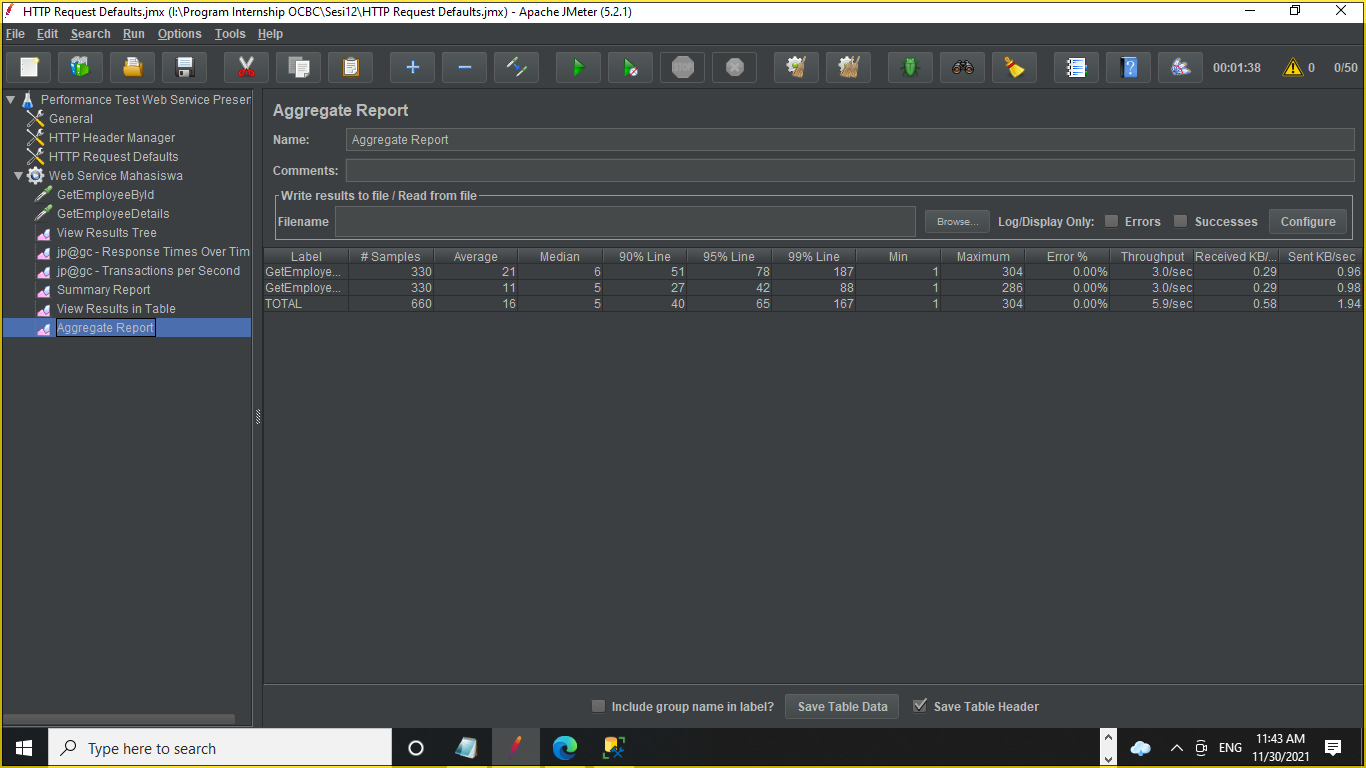 HTTP Request Defaults.jmx (I:\Program Internship OCBC\Sesi12\HTTP Request Defaults.jmx) - Apache JMeter (5.2.1)
File Edit Search Run Options Tools Help
STOP 00:01:38 0 0/50
Performance Test Web Service Preser
General
HTTP Header Manager
HTTP Request Defaults
Web Service Mahasiswa
GetEmployeeById
GetEmployeeDetails
View Results Tree
jp@gc - Response Times Over Tim
jp@gc - Transactions per Second
Summary Report
View Results in Table
Aggregate Report
Aggregate Report
Name: Aggregate Report
Comments:
Write results to file / Read from file
Filename Browse... Log/Display Only: Errors Successes Configure
Label # Samples Average Median 90% Line 95% Line 99% Line Min Maximum Error % Throughput Received KB/... Sent KB/sec
GetEmploye... 330 21 6 51 78 187 1 304 0.00% 3.0/sec 0.29 0.96
GetEmploye... 330 11 5 27 42 88 1 286 0.00% 3.0/sec 0.29 0.98
TOTAL 660 16 5 40 65 167 1 304 0.00% 5.9/sec 0.58 1.94
Include group name in label? Save Table Data Save Table Header
Type here to search
ENG
11:43 AM
11/30/2021